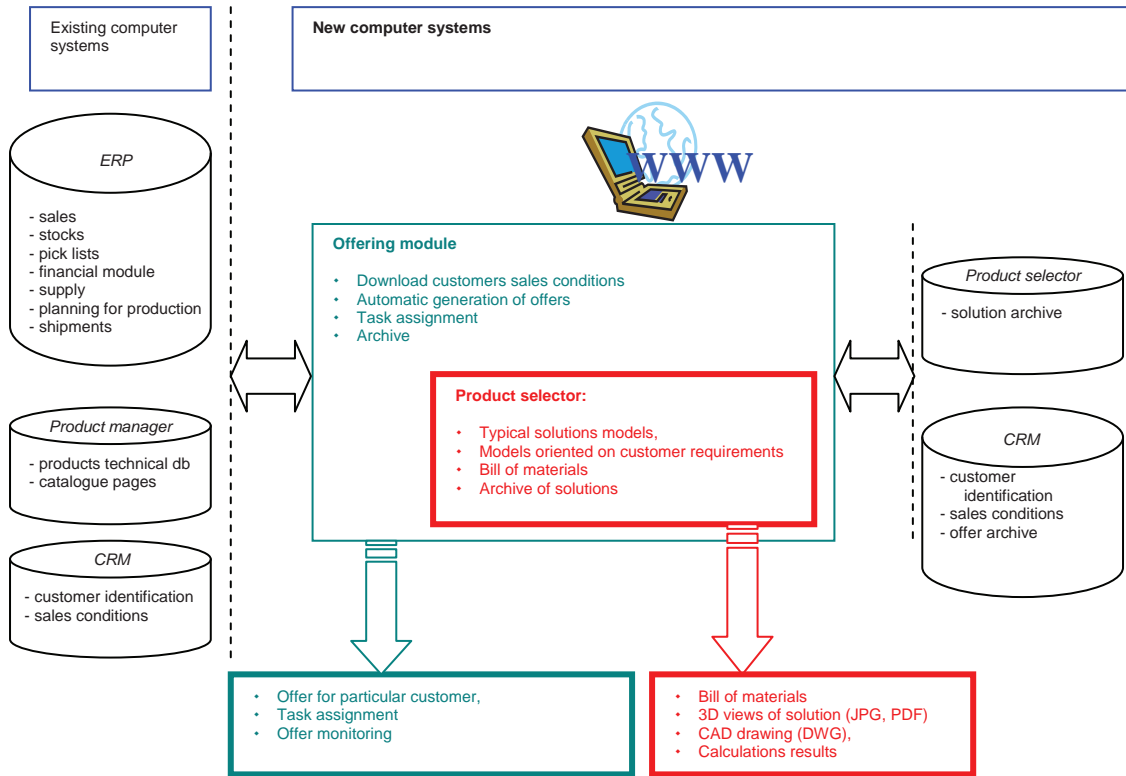 Existing computer
systems
New computer systems
ERP
- sales
- stocks
- pick lists
- financial module
- supply
- planning for production
- shipments
Product manager
- products technical db
- catalogue pages
CRM
- customer identification
- sales conditions
WWW
Offering module
• Download customers sales conditions
• Automatic generation of offers
• Task assignment
• Archive
Product selector:
• Typical solutions models,
• Models oriented on customer requirements
• Bill of materials
• Archive of solutions
Product selector
- solution archive
CRM
- customer
identification
- sales conditions
- offer archive
• Offer for particular customer,
• Task assignment
• Offer monitoring
• Bill of materials
• 3D views of solution (JPG, PDF)
• CAD drawing (DWG),
• Calculations results